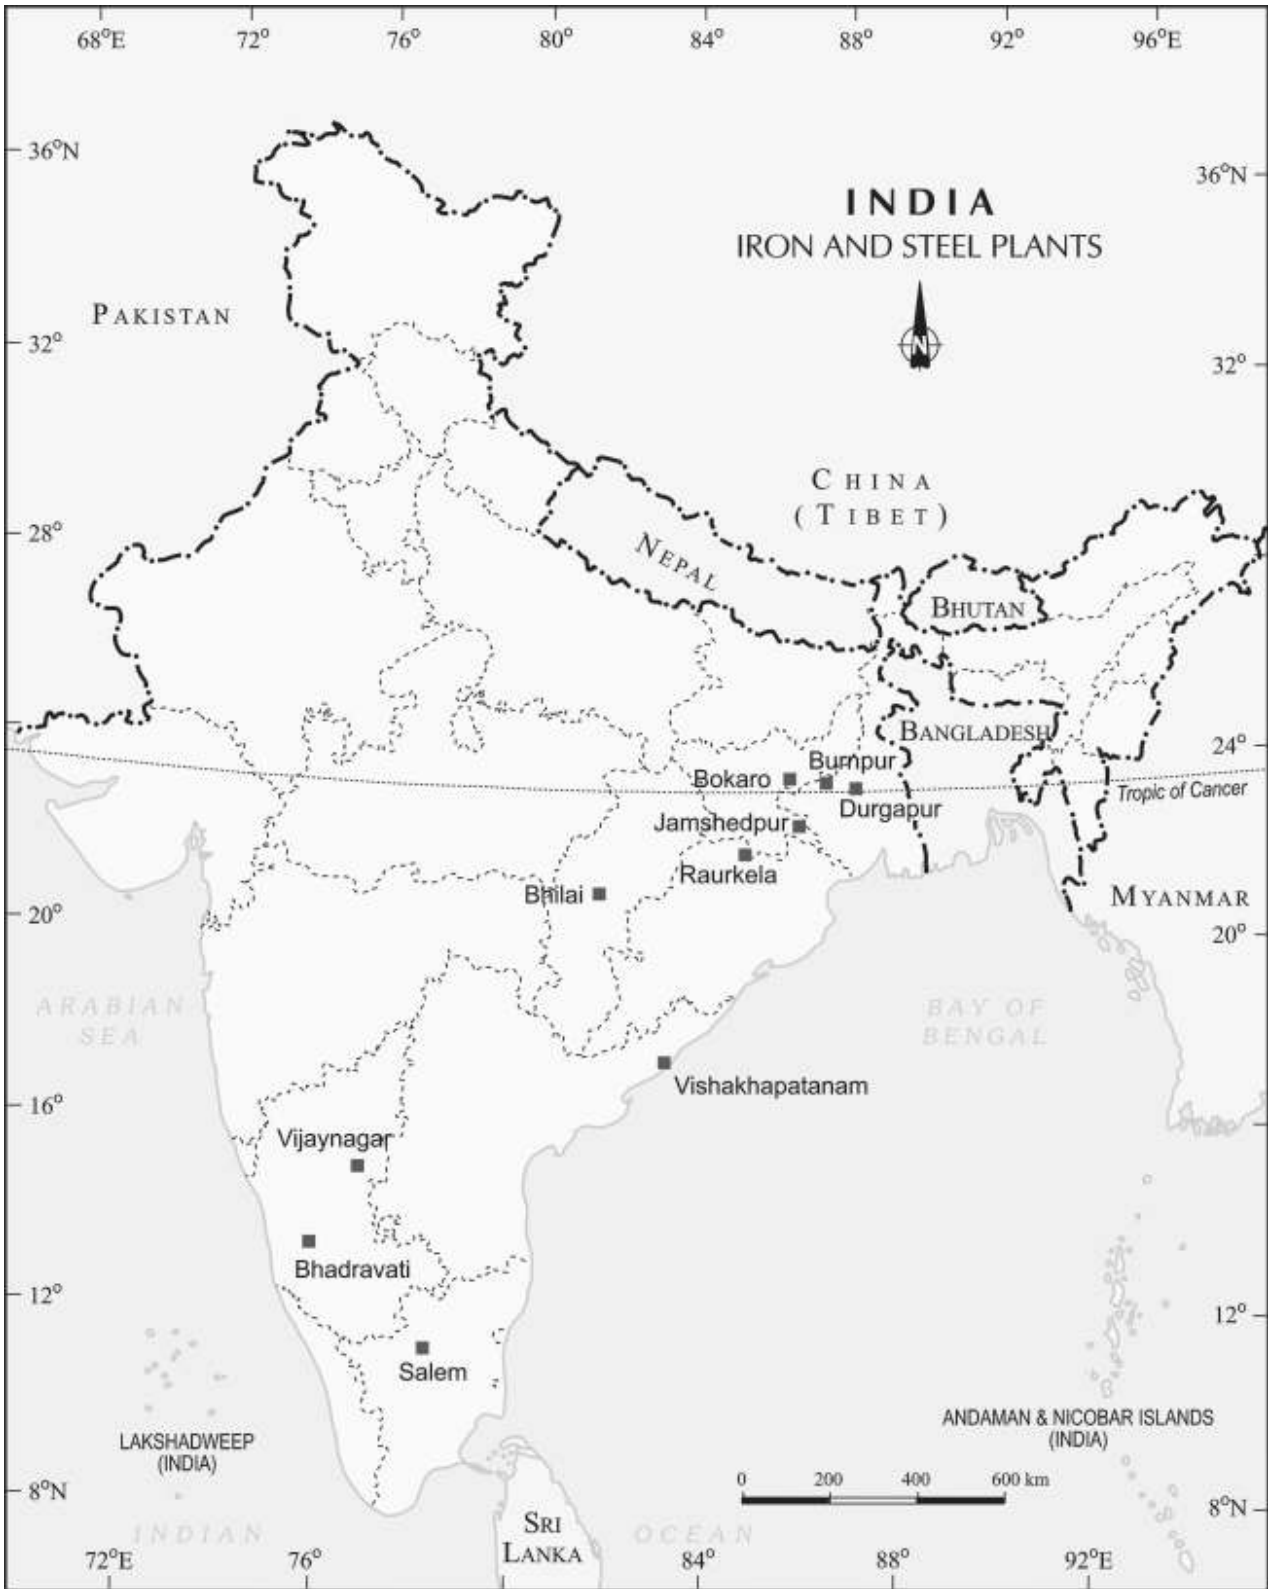 68°E 72° 76° 80° 84° 88° 92° 96°E
36°N
36°N
INDIA
IRON AND STEEL PLANTS
PAKISTAN
N
32°
32°
CHINA
(TIBET)
28°
NEPAL
BHUTAN
BANGLADESH
24°
Burnpur
Bokaro
Tropic of Cancer
Durgapur
Jamshedpur
Raurkela
Bhilai
MYANMAR
20°
20°
ARABIAN
SEA
BAY OF
BENGAL
Vishakhapatanam
16°
Vijaynagar
Bhadravati
12°
12°
Salem
ANDAMAN & NICOBAR ISLANDS
(INDIA)
LAKSHADWEEP
(INDIA)
0 200 400 600 km
8°N
8°N
SRI
LANKA
INDIAN OCEAN
72°E 76° 84° 88° 92°E